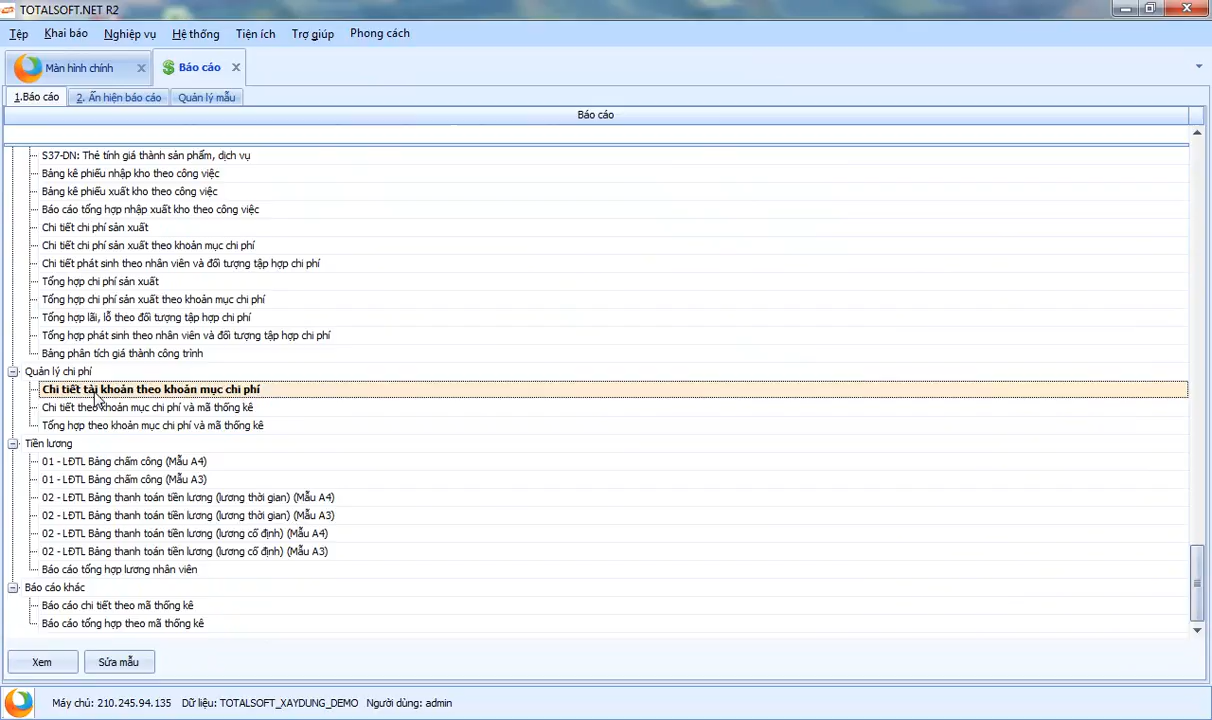 TOTALSOFT.NET R2
Tệp Khai báo Nghiệp vụ Hệ thống Tiện ích Trợ giúp Phong cách
Màn hình chính Báo cáo
1.Báo cáo 2. Ẩn hiện báo cáo Quản lý mẫu
Báo cáo
S37-DN: Thẻ tính giá thành sản phẩm, dịch vụ
Bảng kê phiếu nhập kho theo công việc
Bảng kê phiếu xuất kho theo công việc
Báo cáo tổng hợp nhập xuất kho theo công việc
Chi tiết chi phí sản xuất
Chi tiết chi phí sản xuất theo khoản mục chi phí
Chi tiết phát sinh theo nhân viên và đối tượng tập hợp chi phí
Tổng hợp chi phí sản xuất
Tổng hợp chi phí sản xuất theo khoản mục chi phí
Tổng hợp lãi, lỗ theo đối tượng tập hợp chi phí
Tổng hợp phát sinh theo nhân viên và đối tượng tập hợp chi phí
Bảng phân tích giá thành công trình
Quản lý chi phí
Chi tiết tài khoản theo khoản mục chi phí
Chi tiết theo khoản mục chi phí và mã thống kê
Tổng hợp theo khoản mục chi phí và mã thống kê
Tiền lương
01 - LĐTL Bảng chấm công (Mẫu A4)
01 - LĐTL Bảng chấm công (Mẫu A3)
02 - LĐTL Bảng thanh toán tiền lương (lương thời gian) (Mẫu A4)
02 - LĐTL Bảng thanh toán tiền lương (lương thời gian) (Mẫu A3)
02 - LĐTL Bảng thanh toán tiền lương (lương cố định) (Mẫu A4)
02 - LĐTL Bảng thanh toán tiền lương (lương cố định) (Mẫu A3)
Báo cáo tổng hợp lương nhân viên
Báo cáo khác
Báo cáo chi tiết theo mã thống kê
Báo cáo tổng hợp theo mã thống kê
Xem Sửa mẫu
Máy chủ: 210.245.94.135 Dữ liệu: TOTALSOFT_XAYDUNG_DEMO Người dùng: admin